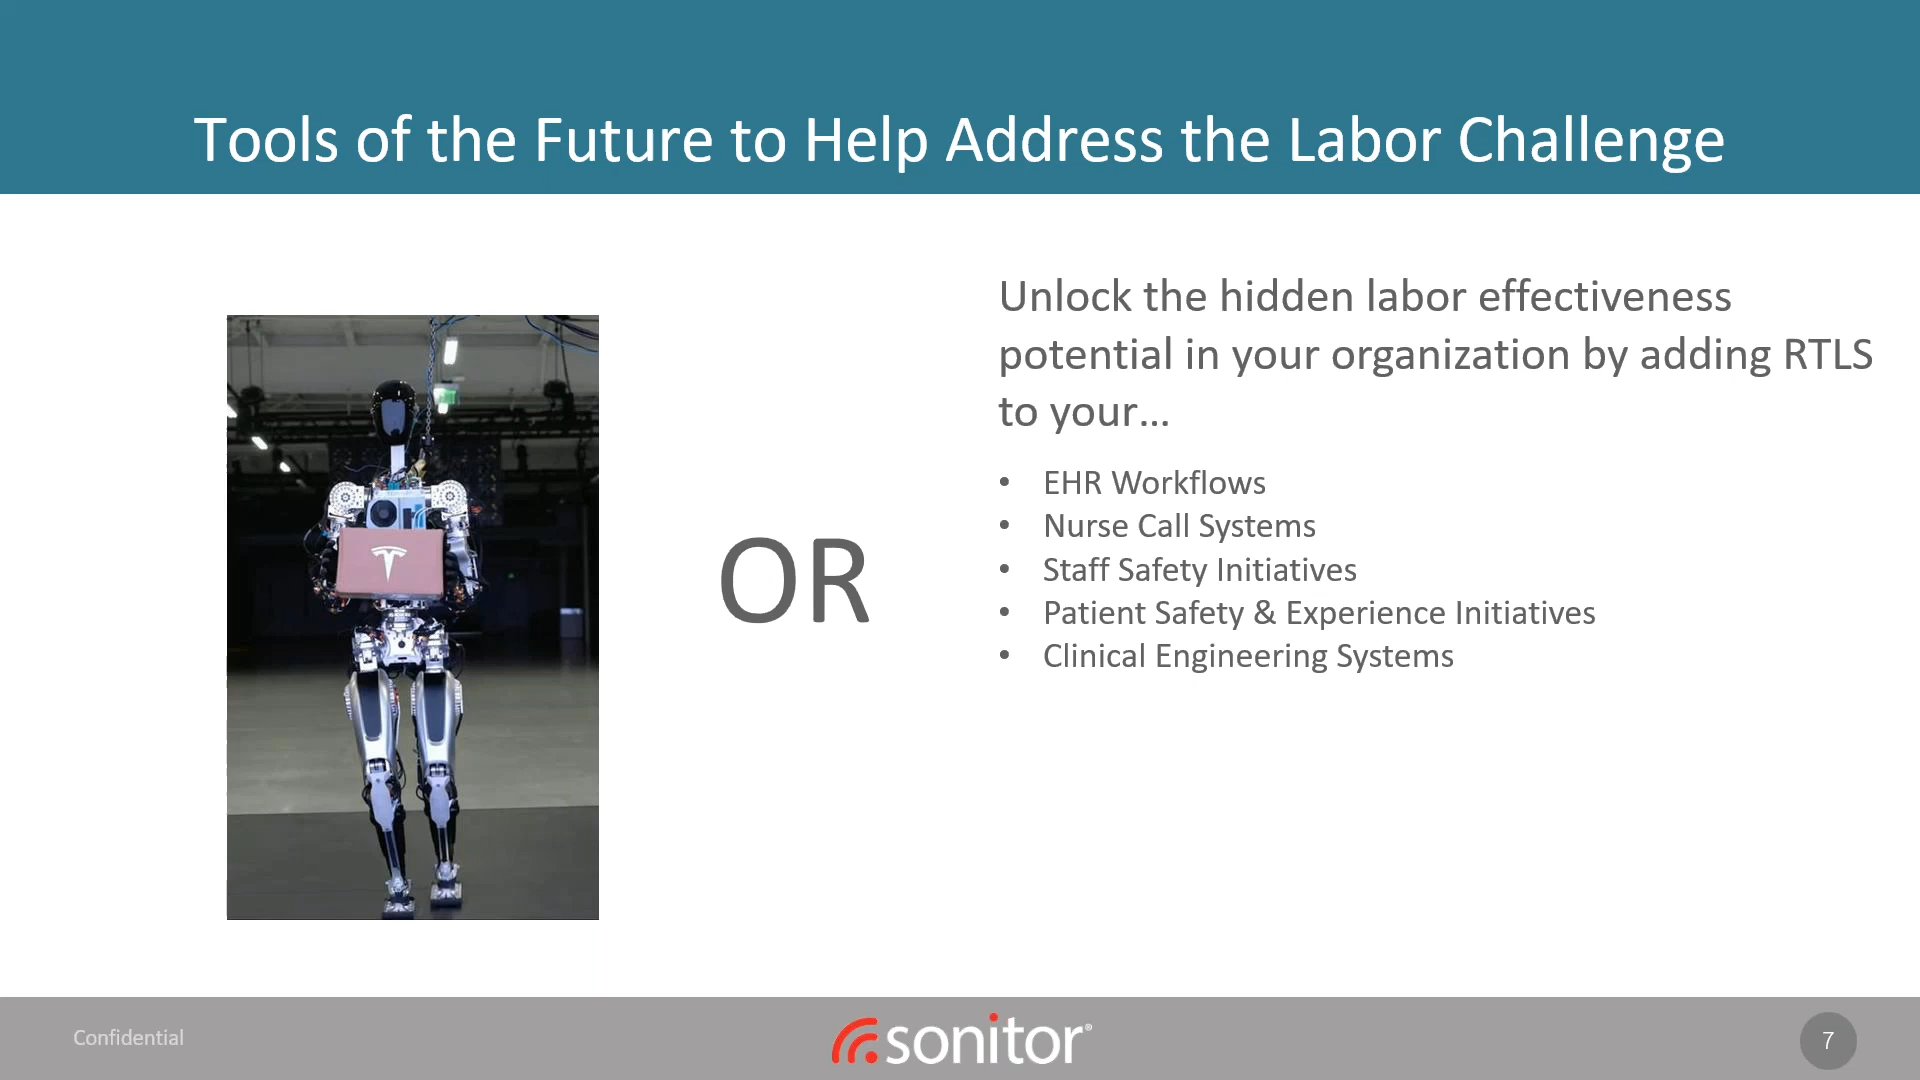 Tools of the Future to Help Address the Labor Challenge
OR
Unlock the hidden labor effectiveness
potential in your organization by adding RTLS
to your…
• EHR Workflows
• Nurse Call Systems
• Staff Safety Initiatives
• Patient Safety & Experience Initiatives
• Clinical Engineering Systems
Confidential
sonitor®
7